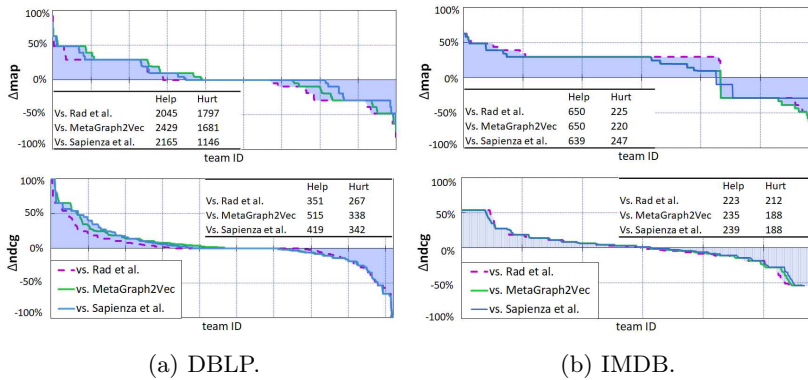 100%
50%
0%
-50%
-100%
Δmap
Help Hurt
Vs. Rad et al. 2045 1797
Vs. MetaGraph2Vec 2429 1681
Vs. Sapienza et al. 2165 1146
team ID
100%
50%
0%
-50%
-100%
Δmap
Help Hurt
Vs. Rad et al. 650 225
Vs. MetaGraph2Vec 650 220
Vs. Sapienza et al. 639 247
team ID
100%
50%
0%
-50%
-100%
Δndcg
Help Hurt
Vs. Rad et al. 351 267
Vs. MetaGraph2Vec 515 338
Vs. Sapienza et al. 419 342
vs. Rad et al.
vs. MetaGraph2Vec
vs. Sapienza et al.
team ID
100%
50%
0%
-50%
-100%
Δndcg
Help Hurt
Vs. Rad et al. 223 212
Vs. MetaGraph2Vec 235 188
Vs. Sapienza et al. 239 188
vs. Rad et al.
vs. MetaGraph2Vec
vs. Sapienza et al.
team ID
(a) DBLP.
(b) IMDB.